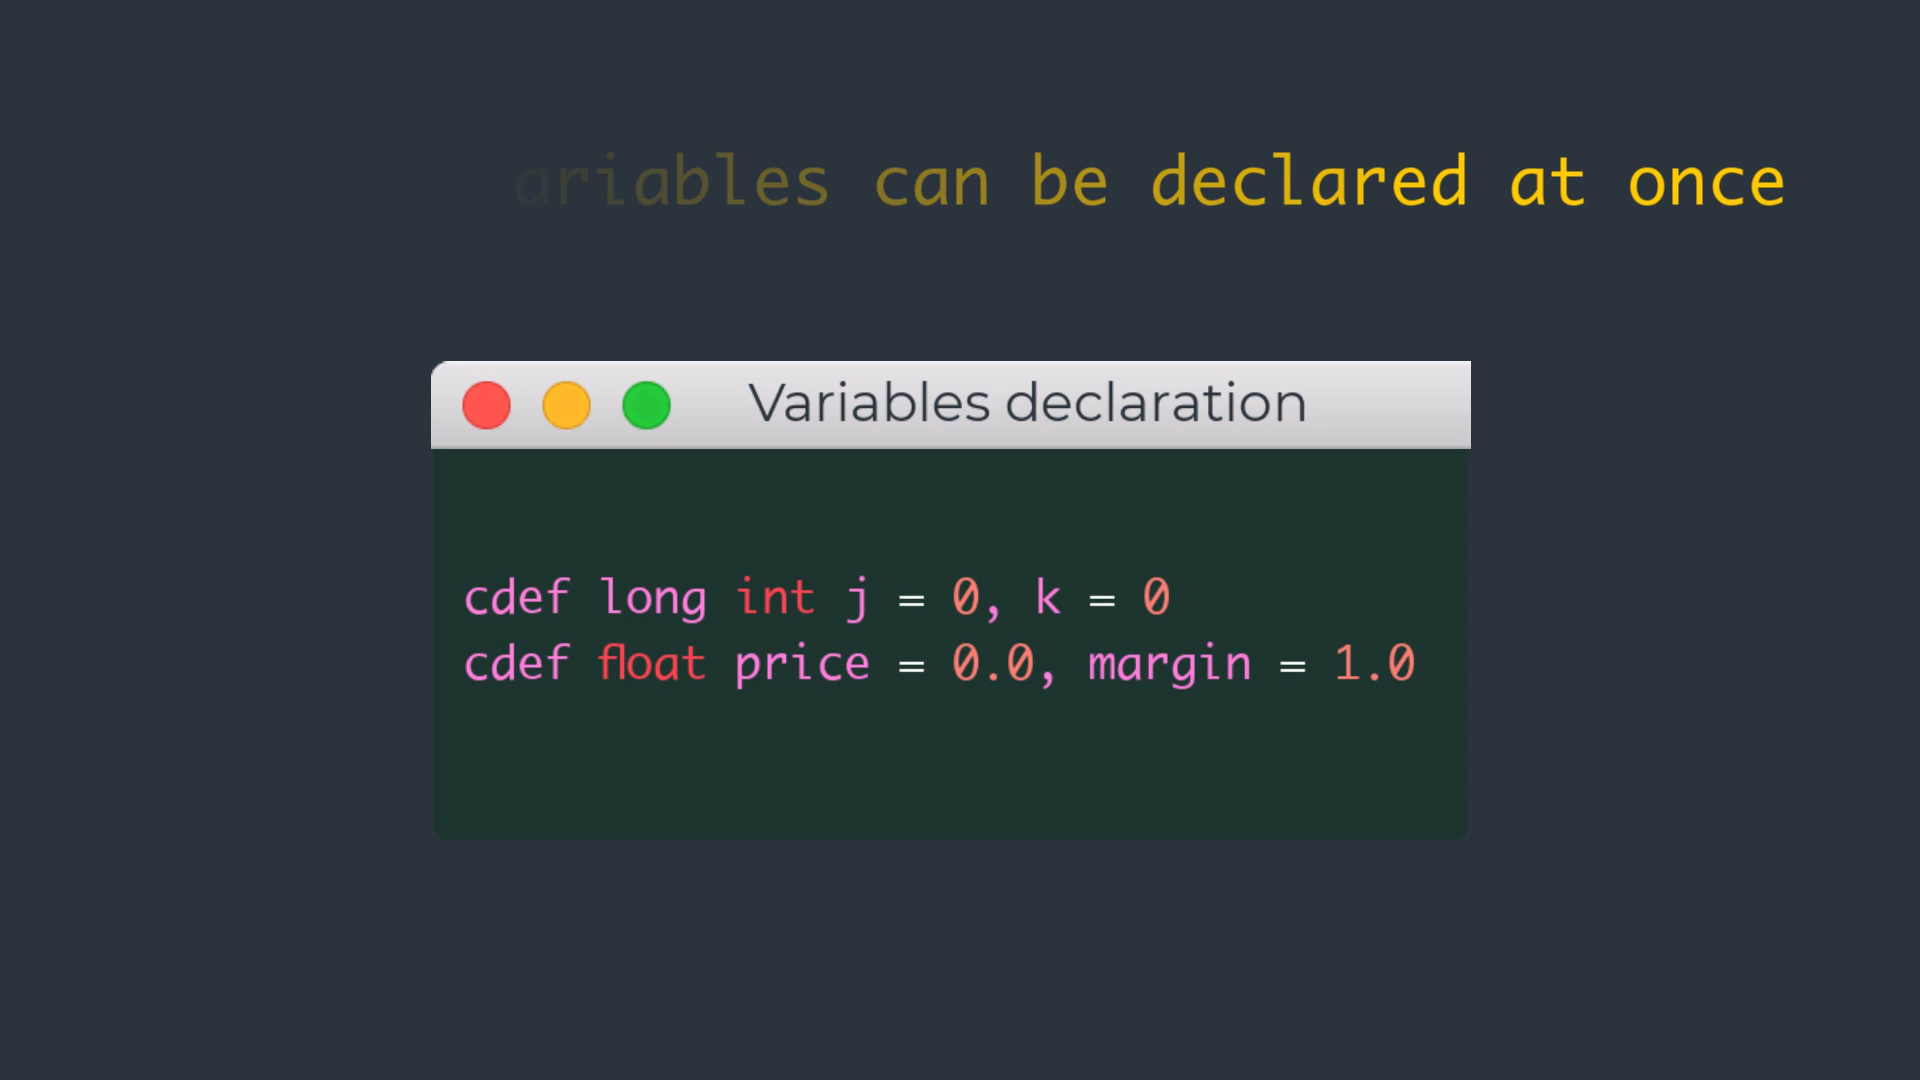 ariables can be declared at once
Variables declaration
cdef long int j = 0, k = 0
cdef float price = 0.0, margin = 1.0